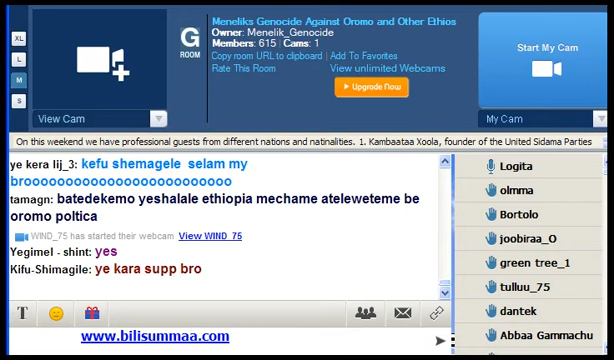 XL
L
M
S
View Cam
G
ROOM
Meneliks Genocide Against Oromo and Other Ethios
Owner: Menelik_Genocide
Members: 615 | Cams: 1
Copy room URL to clipboard | Add To Favorites
Rate This Room View unlimited Webcams
Upgrade Now
Start My Cam
My Cam
On this weekend we have professional guests from different nations and natinalities. 1. Kambaataa Xoola, founder of the United Sidama Parties
ye kera lij_3: kefu shemagele selam my
broooooooooooooooooooooooooo
tamagn: batedekemo yeshalale ethiopia mechame ateleweteme be
oromo poltica
WIND_75 has started their webcam View WIND_75
Yegimel - shint: yes
Kifu-Shimagile: ye kara supp bro
T
www.bilisummaa.com
Logita
olmma
Bortolo
joobiraa_O
green tree_1
tulluu_75
dantek
Abbaa Gammachu